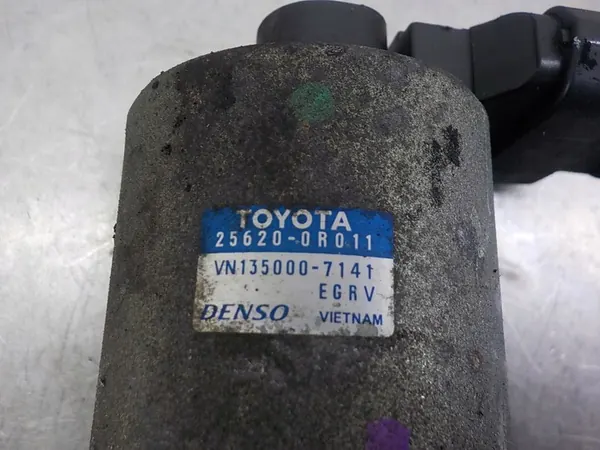 TOYOTA
25620-0R011
VN135000-7141
EGRV
DENSO VIETNAM